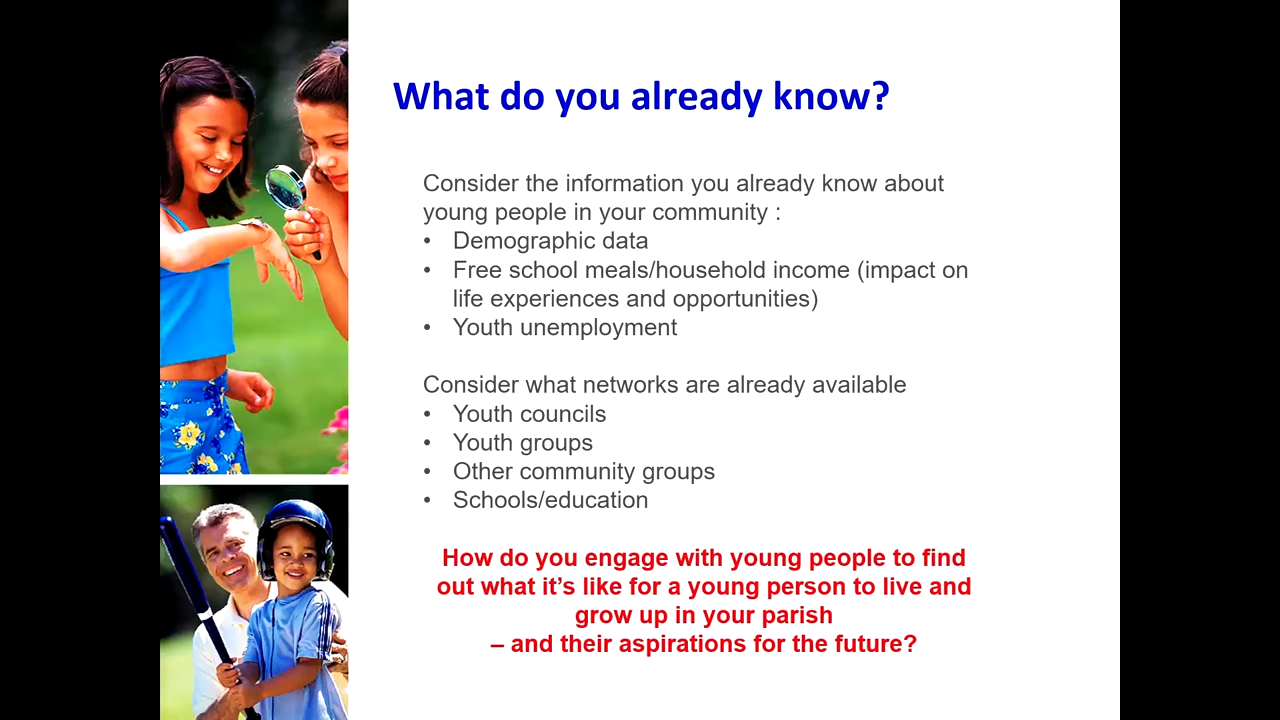 What do you already know?
Consider the information you already know about
young people in your community :
• Demographic data
• Free school meals/household income (impact on
life experiences and opportunities)
• Youth unemployment
Consider what networks are already available
• Youth councils
• Youth groups
• Other community groups
• Schools/education
How do you engage with young people to find
out what it’s like for a young person to live and
grow up in your parish
– and their aspirations for the future?